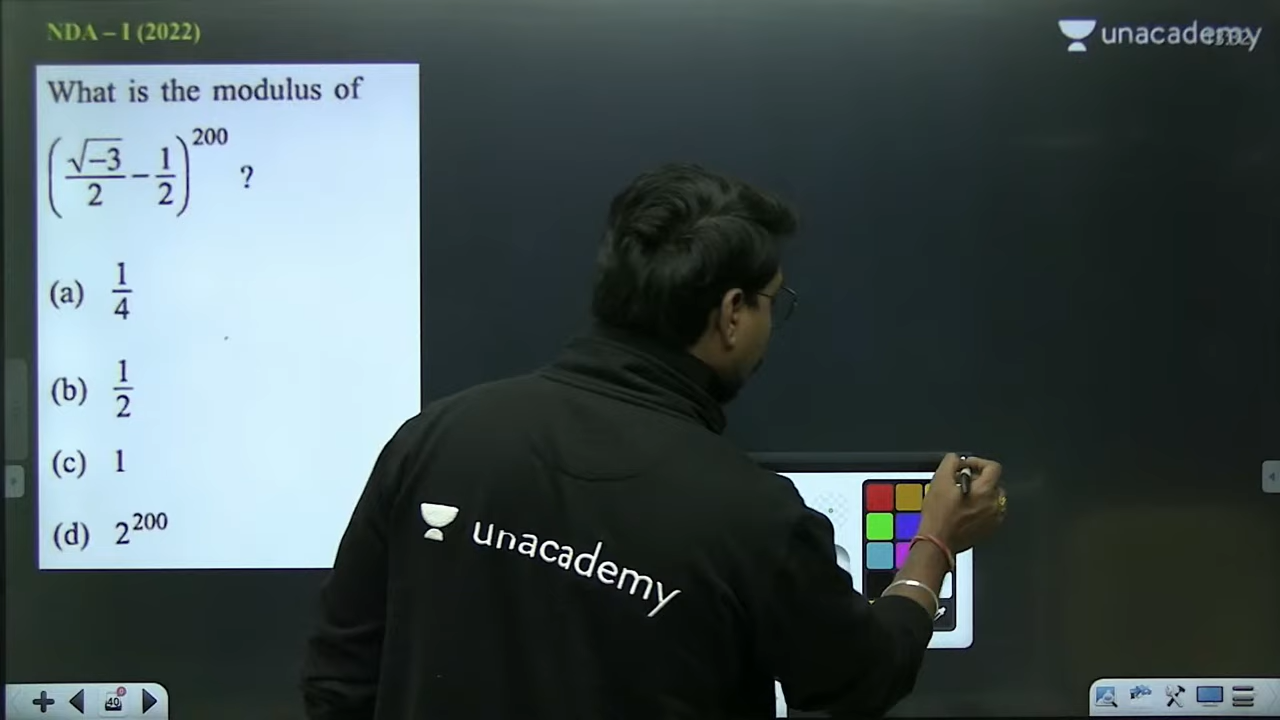 NDA – I (2022)
unacademy
What is the modulus of
(√-3/2 − 1/2)^200 ?
(a) 1/4
(b) 1/2
(c) 1
(d) 2^200
unacademy
40